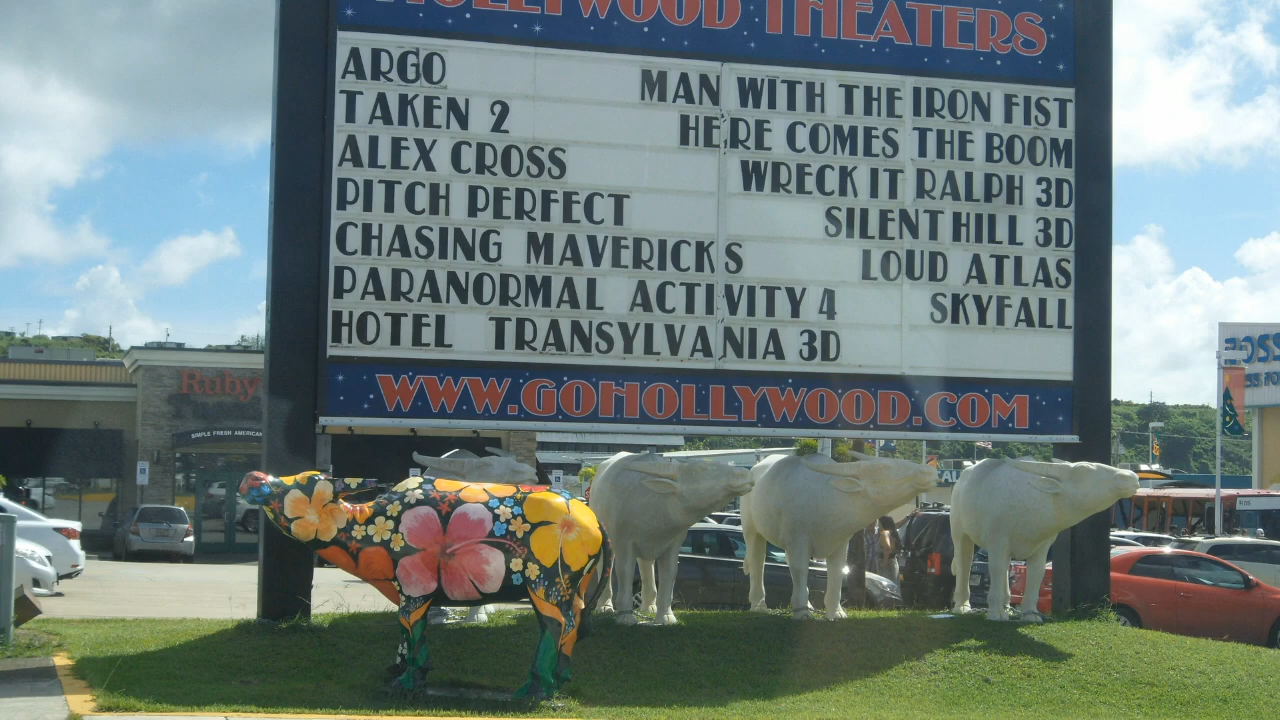 HOLLYWOOD THEATERS
ARGO
MAN WITH THE IRON FIST
TAKEN 2
HERE COMES THE BOOM
ALEX CROSS
WRECK IT RALPH 3D
PITCH PERFECT
SILENT HILL 3D
CHASING MAVERICKS
LOUD ATLAS
PARANORMAL ACTIVITY 4
SKYFALL
HOTEL TRANSYLVANIA 3D
WWW.GOHOLLYWOOD.COM
Ruby
SIMPLE FRESH AMERICAN